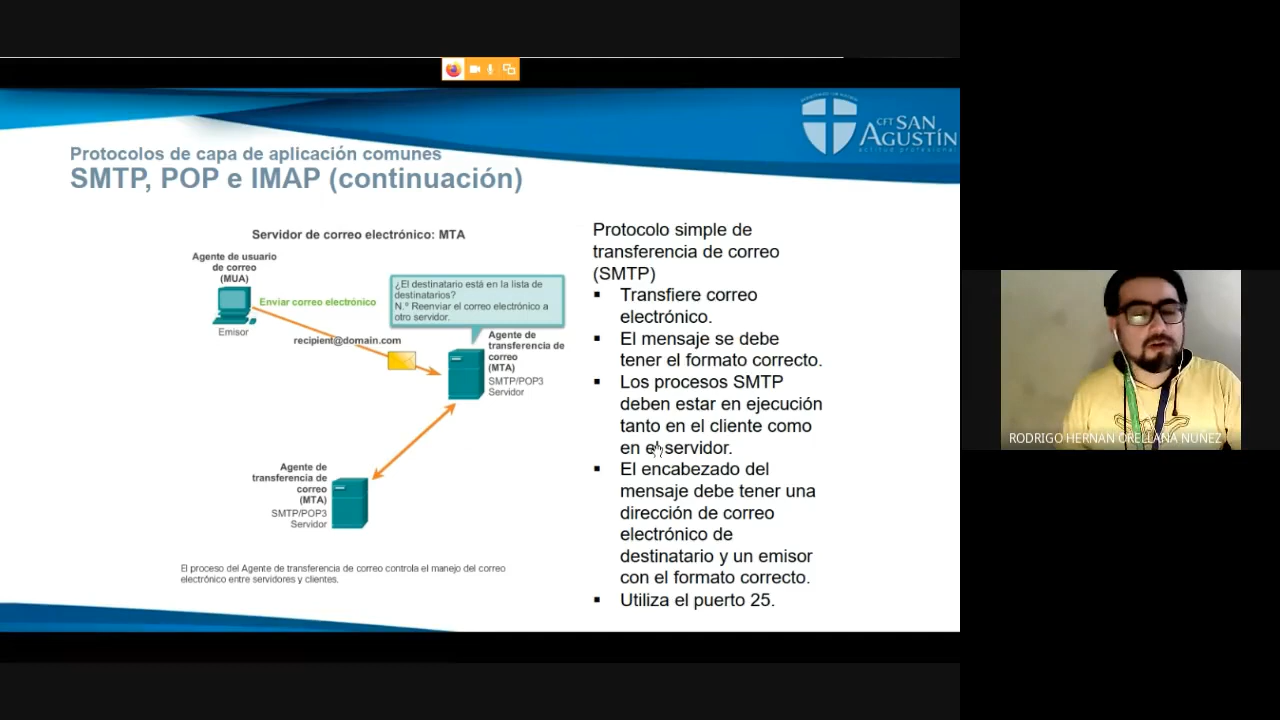 CFT SAN
AGUSTÍN
actitud profesional
Protocolos de capa de aplicación comunes
SMTP, POP e IMAP (continuación)
Servidor de correo electrónico: MTA
Agente de usuario
de correo
(MUA)
Emisor
Enviar correo electrónico
recipient@domain.com
¿El destinatario está en la lista de
destinatarios?
N.º Reenviar el correo electrónico a
otro servidor.
Agente de
transferencia de
correo
(MTA)
SMTP/POP3
Servidor
Agente de
transferencia de
correo
(MTA)
SMTP/POP3
Servidor
El proceso del Agente de transferencia de correo controla el manejo del correo
electrónico entre servidores y clientes.
Protocolo simple de
transferencia de correo
(SMTP)
▪ Transfiere correo
electrónico.
▪ El mensaje se debe
tener el formato correcto.
▪ Los procesos SMTP
deben estar en ejecución
tanto en el cliente como
en el servidor.
▪ El encabezado del
mensaje debe tener una
dirección de correo
electrónico de
destinatario y un emisor
con el formato correcto.
▪ Utiliza el puerto 25.
RODRIGO HERNAN ORELLANA NUÑEZ